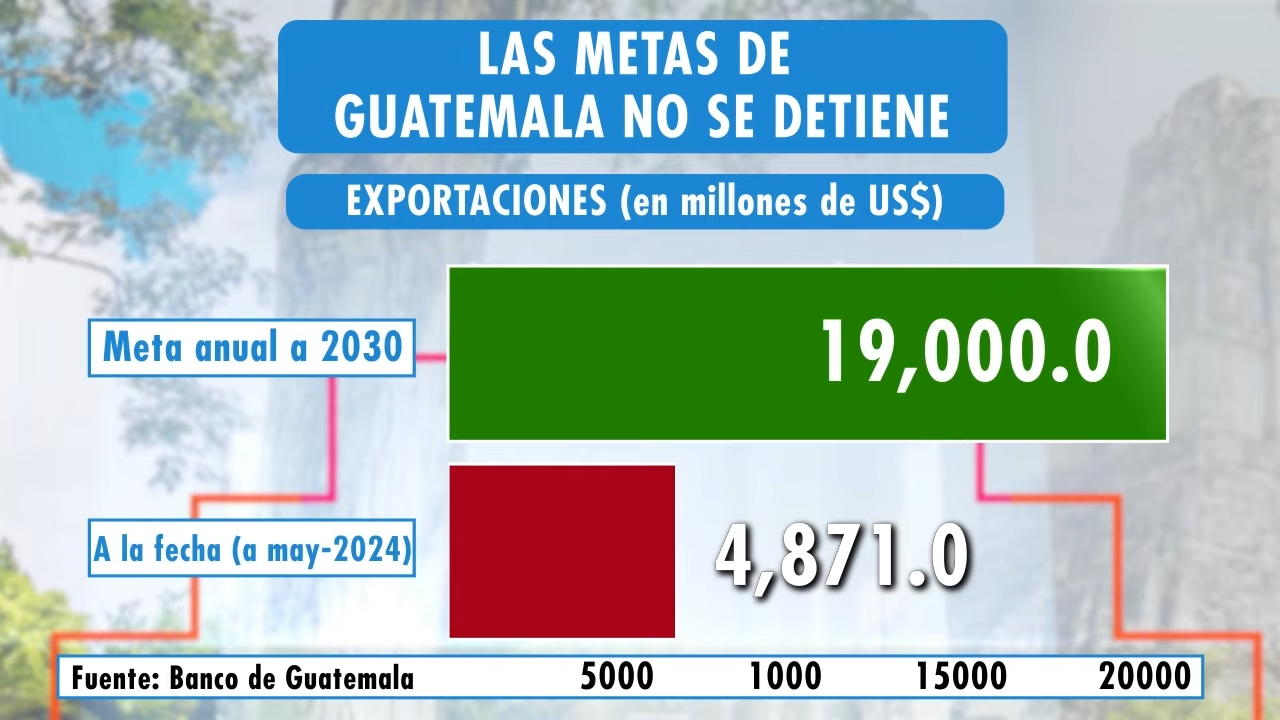 LAS METAS DE
GUATEMALA NO SE DETIENE
EXPORTACIONES (en millones de US$)
Meta anual a 2030
19,000.0
A la fecha (a may-2024)
4,871.0
Fuente: Banco de Guatemala 5000 1000 15000 20000